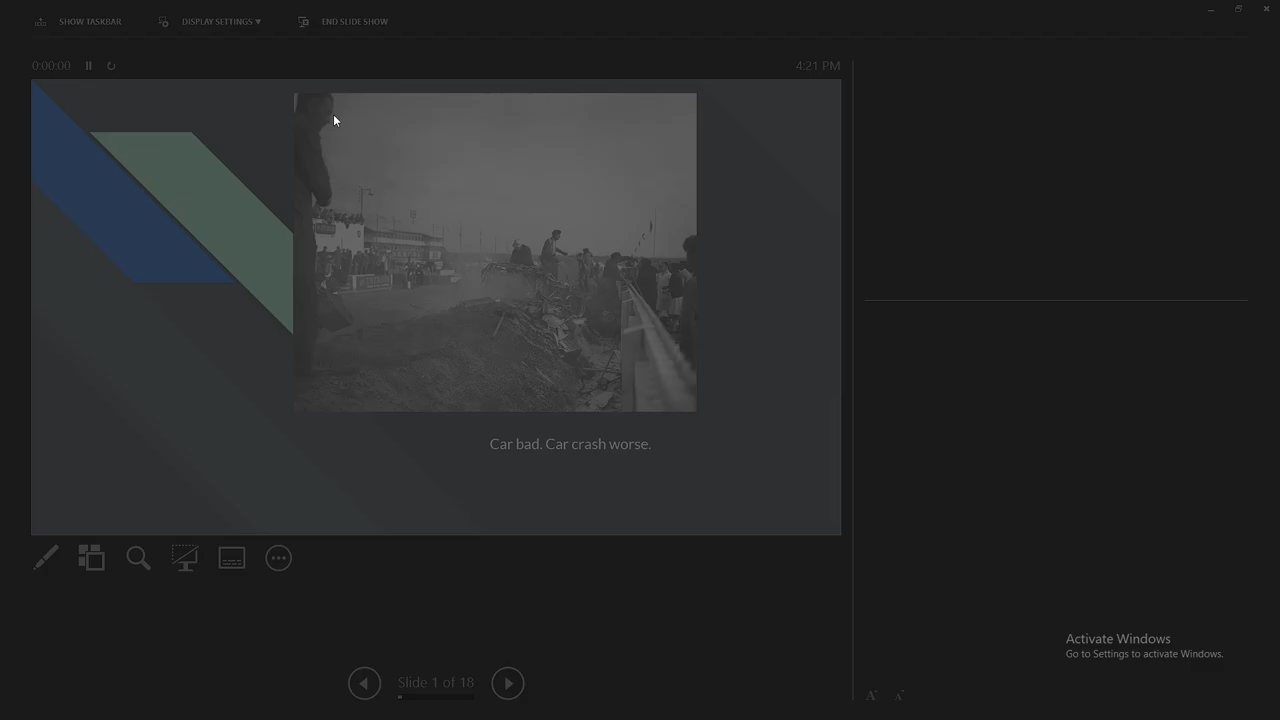 SHOW TASKBAR
DISPLAY SETTINGS ▼
END SLIDE SHOW
0:00:00
4:21 PM
Car bad. Car crash worse.
Slide 1 of 18
Activate Windows
Go to Settings to activate Windows.
A A